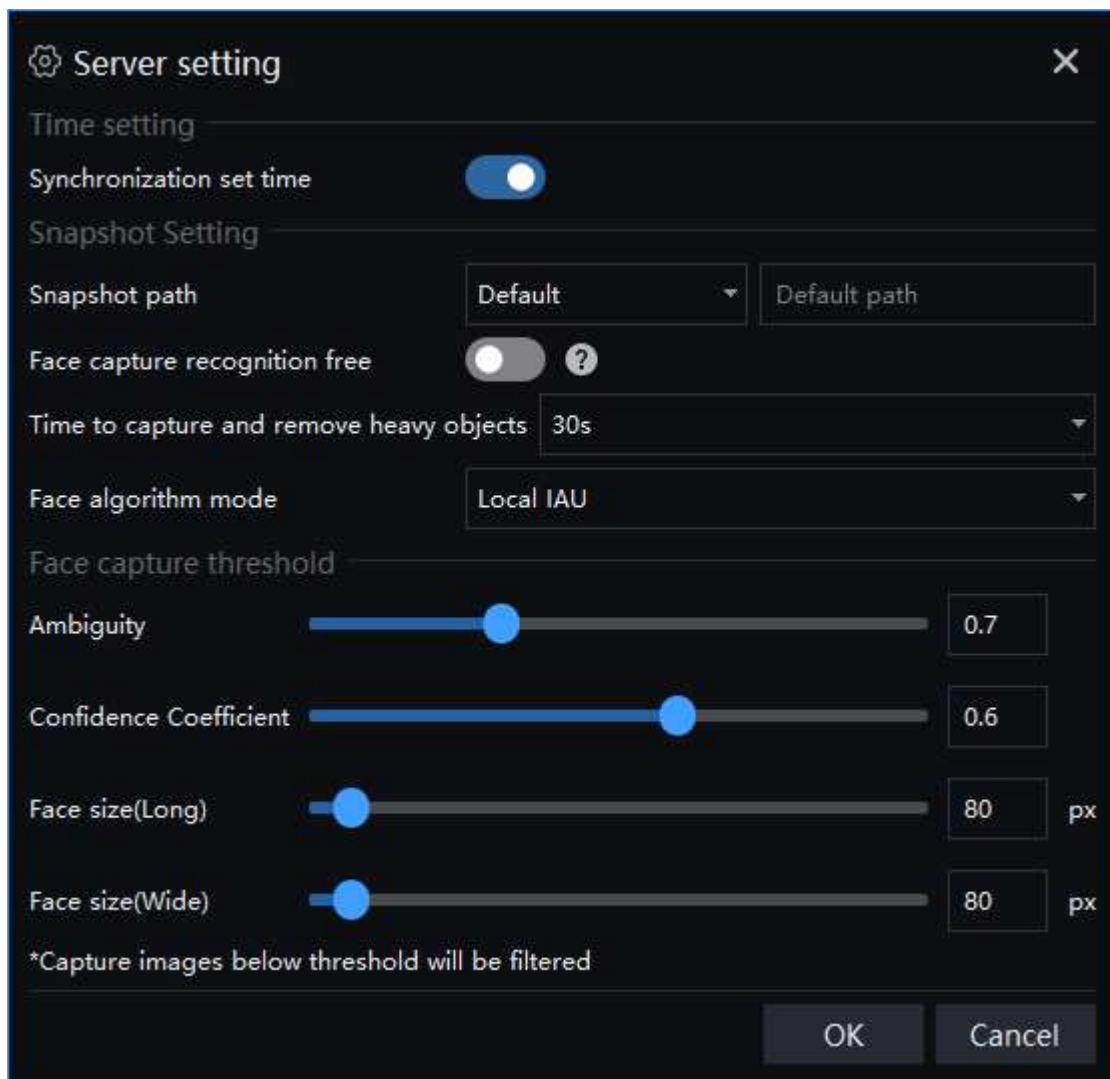 Server setting
Time setting
Synchronization set time
Snapshot Setting
Snapshot path Default Default path
Face capture recognition free ?
Time to capture and remove heavy objects 30s
Face algorithm mode Local IAU
Face capture threshold
Ambiguity 0.7
Confidence Coefficient 0.6
Face size(Long) 80 px
Face size(Wide) 80 px
*Capture images below threshold will be filtered
OK Cancel